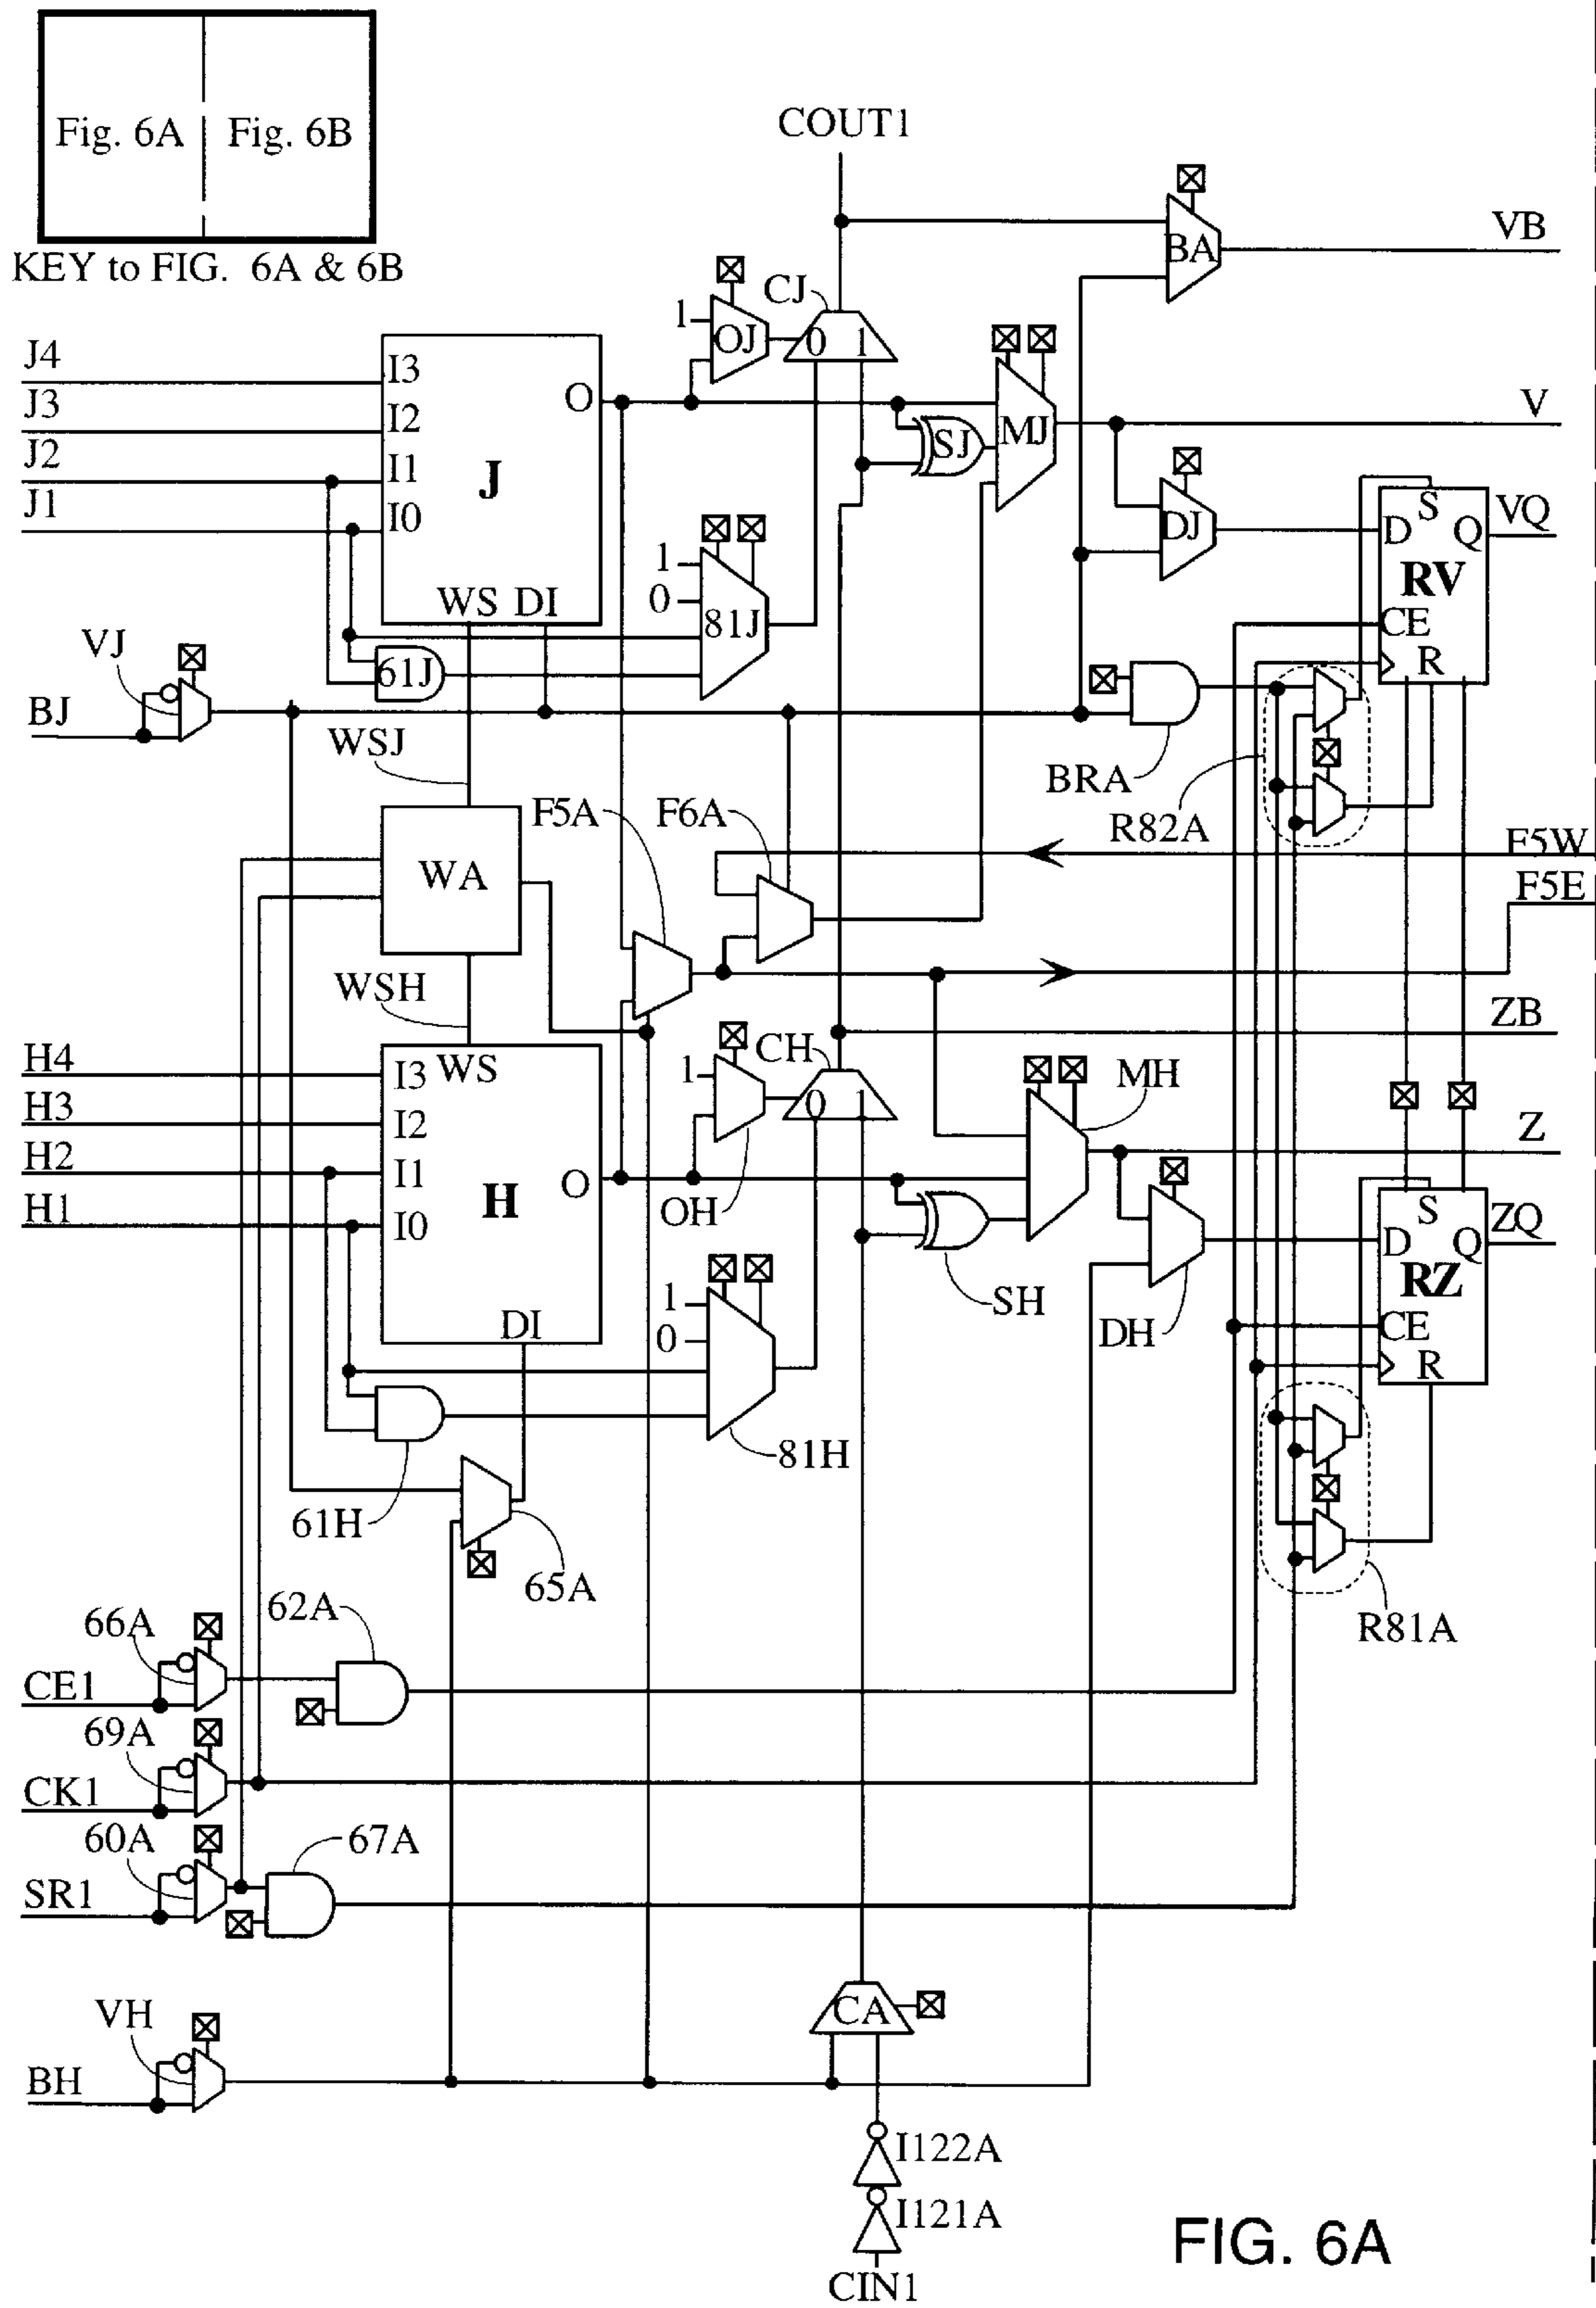 Fig. 6A Fig. 6B
KEY to FIG. 6A & 6B
COUT1
BA
VB
CJ
1
OJ
0 1
J4
J3
J2
J1
I3
I2
I1
I0
O
J
WS DI
SJ
MJ
V
DJ
S
D
Q
VQ
RV
CE
R
1
0
81J
61J
VJ
BJ
WSJ
BRA
R82A
F5A
F6A
F5W
F5E
WA
WSH
ZB
CH
1
0 1
MH
H4
H3
H2
H1
I3
WS
I2
I1
I0
O
H
DI
OH
Z
SH
DH
S
D
Q
ZQ
RZ
CE
R
1
0
81H
61H
65A
R81A
66A
62A
CE1
69A
CK1
60A
67A
SR1
VH
CA
BH
I122A
I121A
CIN1
FIG. 6A